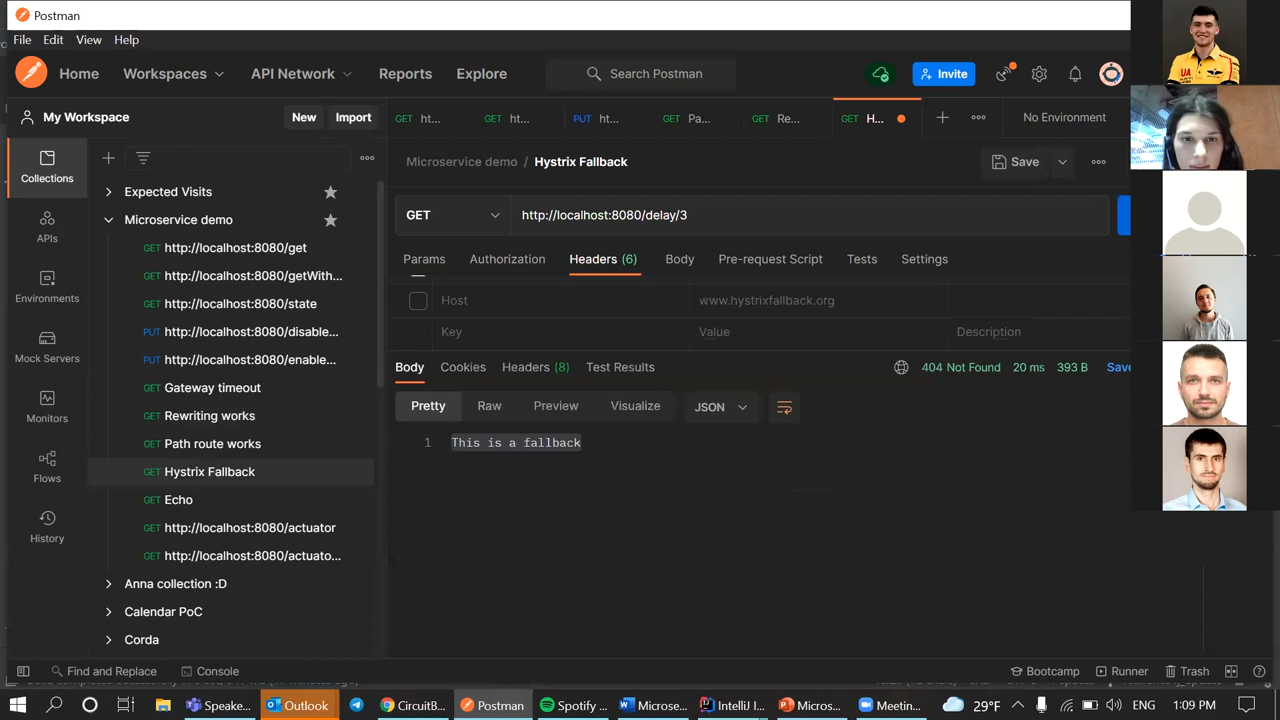 Postman
File Edit View Help
Home Workspaces API Network Reports Explore Search Postman Invite
My Workspace New Import
GET ht... GET ht... PUT ht... GET Pa... GET Re... GET H... No Environment
Collections
APIs
Environments
Mock Servers
Monitors
Flows
History
Expected Visits
Microservice demo
GET http://localhost:8080/get
GET http://localhost:8080/getWith...
GET http://localhost:8080/state
PUT http://localhost:8080/disable...
PUT http://localhost:8080/enable...
GET Gateway timeout
GET Rewriting works
GET Path route works
GET Hystrix Fallback
GET Echo
GET http://localhost:8080/actuator
GET http://localhost:8080/actuato...
Anna collection :D
Calendar PoC
Corda
Microservice demo / Hystrix Fallback Save
GET http://localhost:8080/delay/3
Params Authorization Headers (6) Body Pre-request Script Tests Settings
Host www.hystrixfallback.org
Key Value Description
Body Cookies Headers (8) Test Results 404 Not Found 20 ms 393 B Save
Pretty Raw Preview Visualize JSON
1 This is a fallback
UA
Find and Replace Console Bootcamp Runner Trash
Speake... Outlook CircuitB... Postman Spotify ... Microse... IntelliJ I... Microso... Meetin... 29°F 1:09 PM